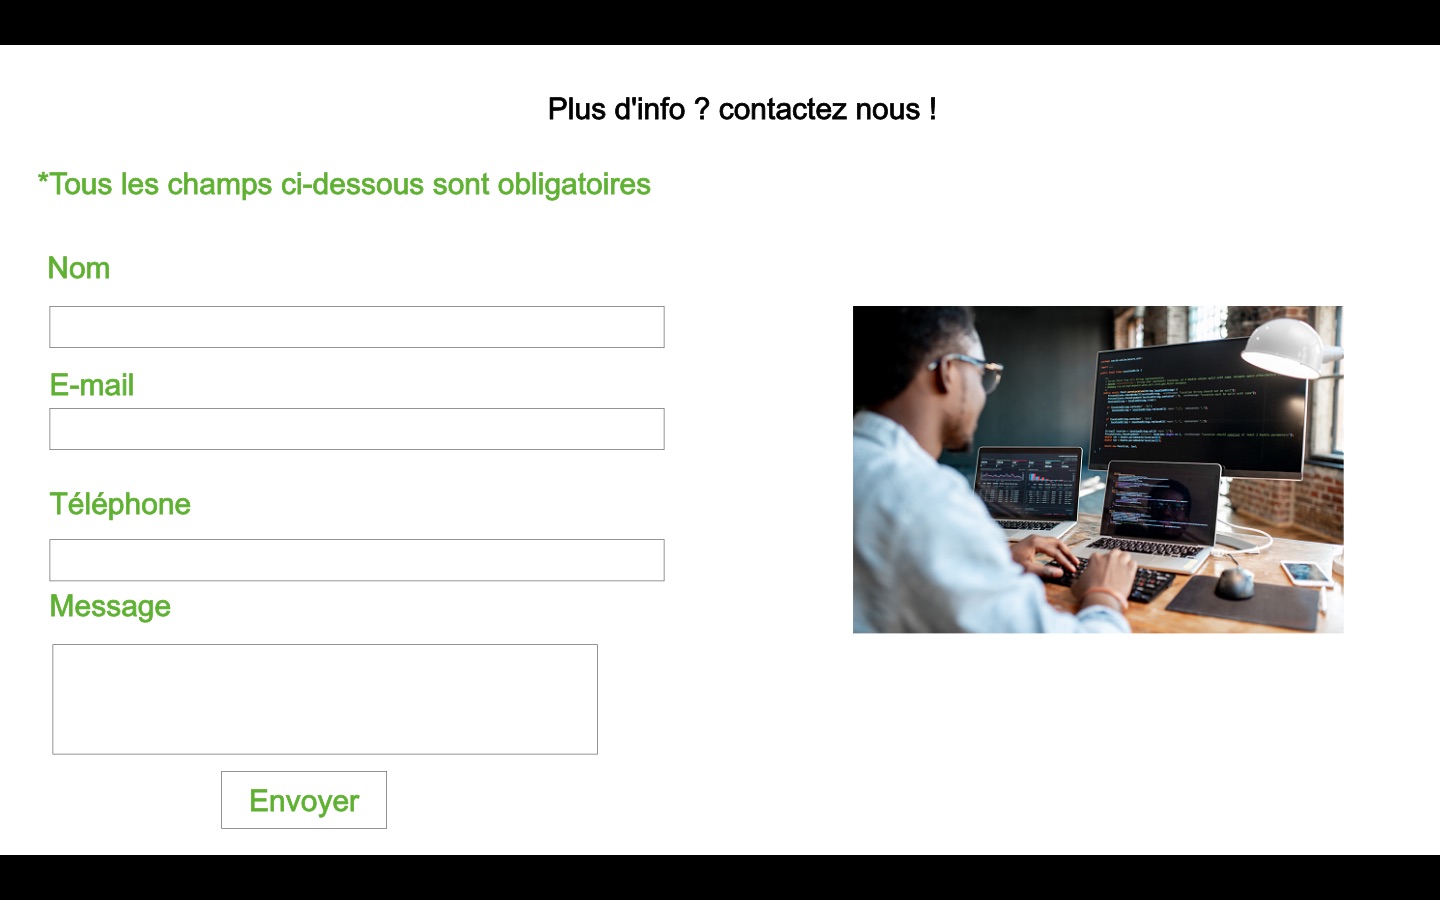 Plus d'info ? contactez nous !
*Tous les champs ci-dessous sont obligatoires
Nom
E-mail
Téléphone
Message
Envoyer